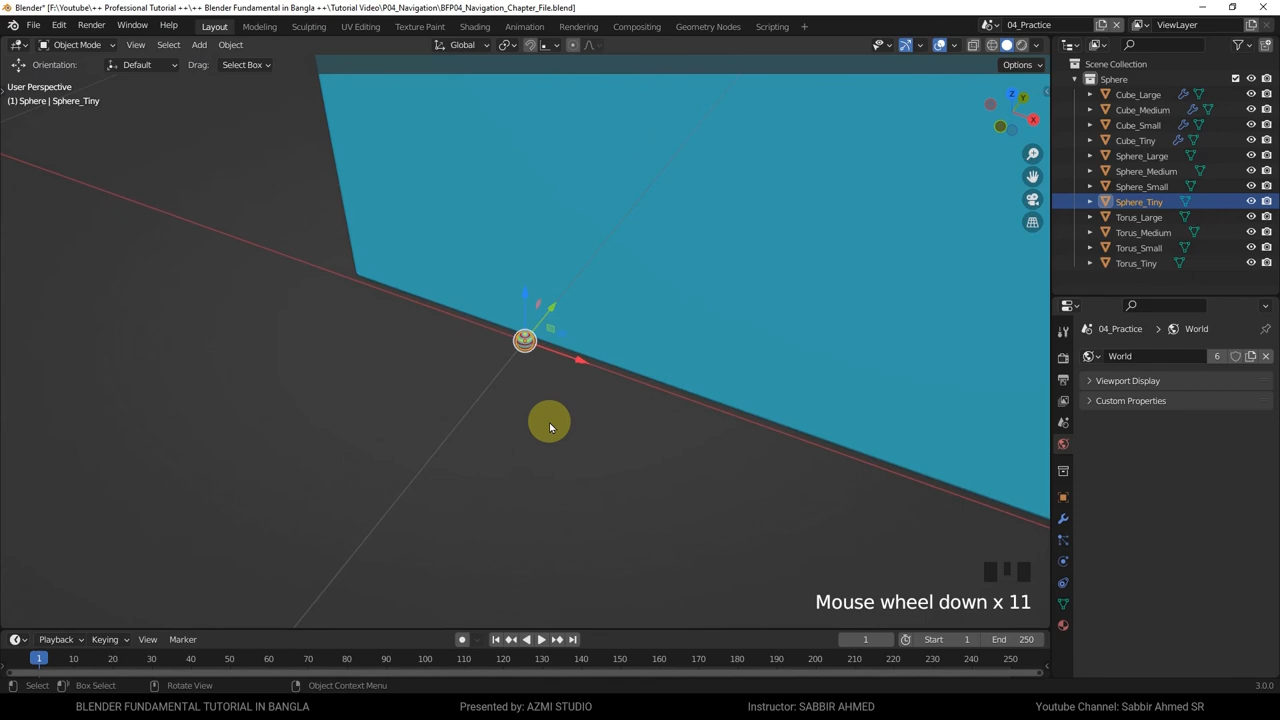 Blender* [F:\Youtube\++ Professional Tutorial ++\Blender Fundamental in Bangla ++\Tutorial Video\P04_Navigation\BFP04_Navigation_Chapter_File.blend]
File Edit Render Window Help Layout Modeling Sculpting UV Editing Texture Paint Shading Animation Rendering Compositing Geometry Nodes Scripting + 04_Practice ViewLayer
Object Mode View Select Add Object Global
Orientation: Default Drag: Select Box Options
User Perspective
(1) Sphere | Sphere_Tiny
Z
Y
X
Scene Collection
Sphere
Cube_Large
Cube_Medium
Cube_Small
Cube_Tiny
Sphere_Large
Sphere_Medium
Sphere_Small
Sphere_Tiny
Torus_Large
Torus_Medium
Torus_Small
Torus_Tiny
04_Practice > World
World 6
Viewport Display
Custom Properties
Mouse wheel down x 11
Playback Keying View Marker 1 Start 1 End 250
1 10 20 30 40 50 60 70 80 90 100 110 120 130 140 150 160 170 180 190 200 210 220 230 240 250
Select Box Select Rotate View Object Context Menu 3.0.0
BLENDER FUNDAMENTAL TUTORIAL IN BANGLA Presented by: AZMI STUDIO Instructor: SABBIR AHMED Youtube Channel: Sabbir Ahmed SR